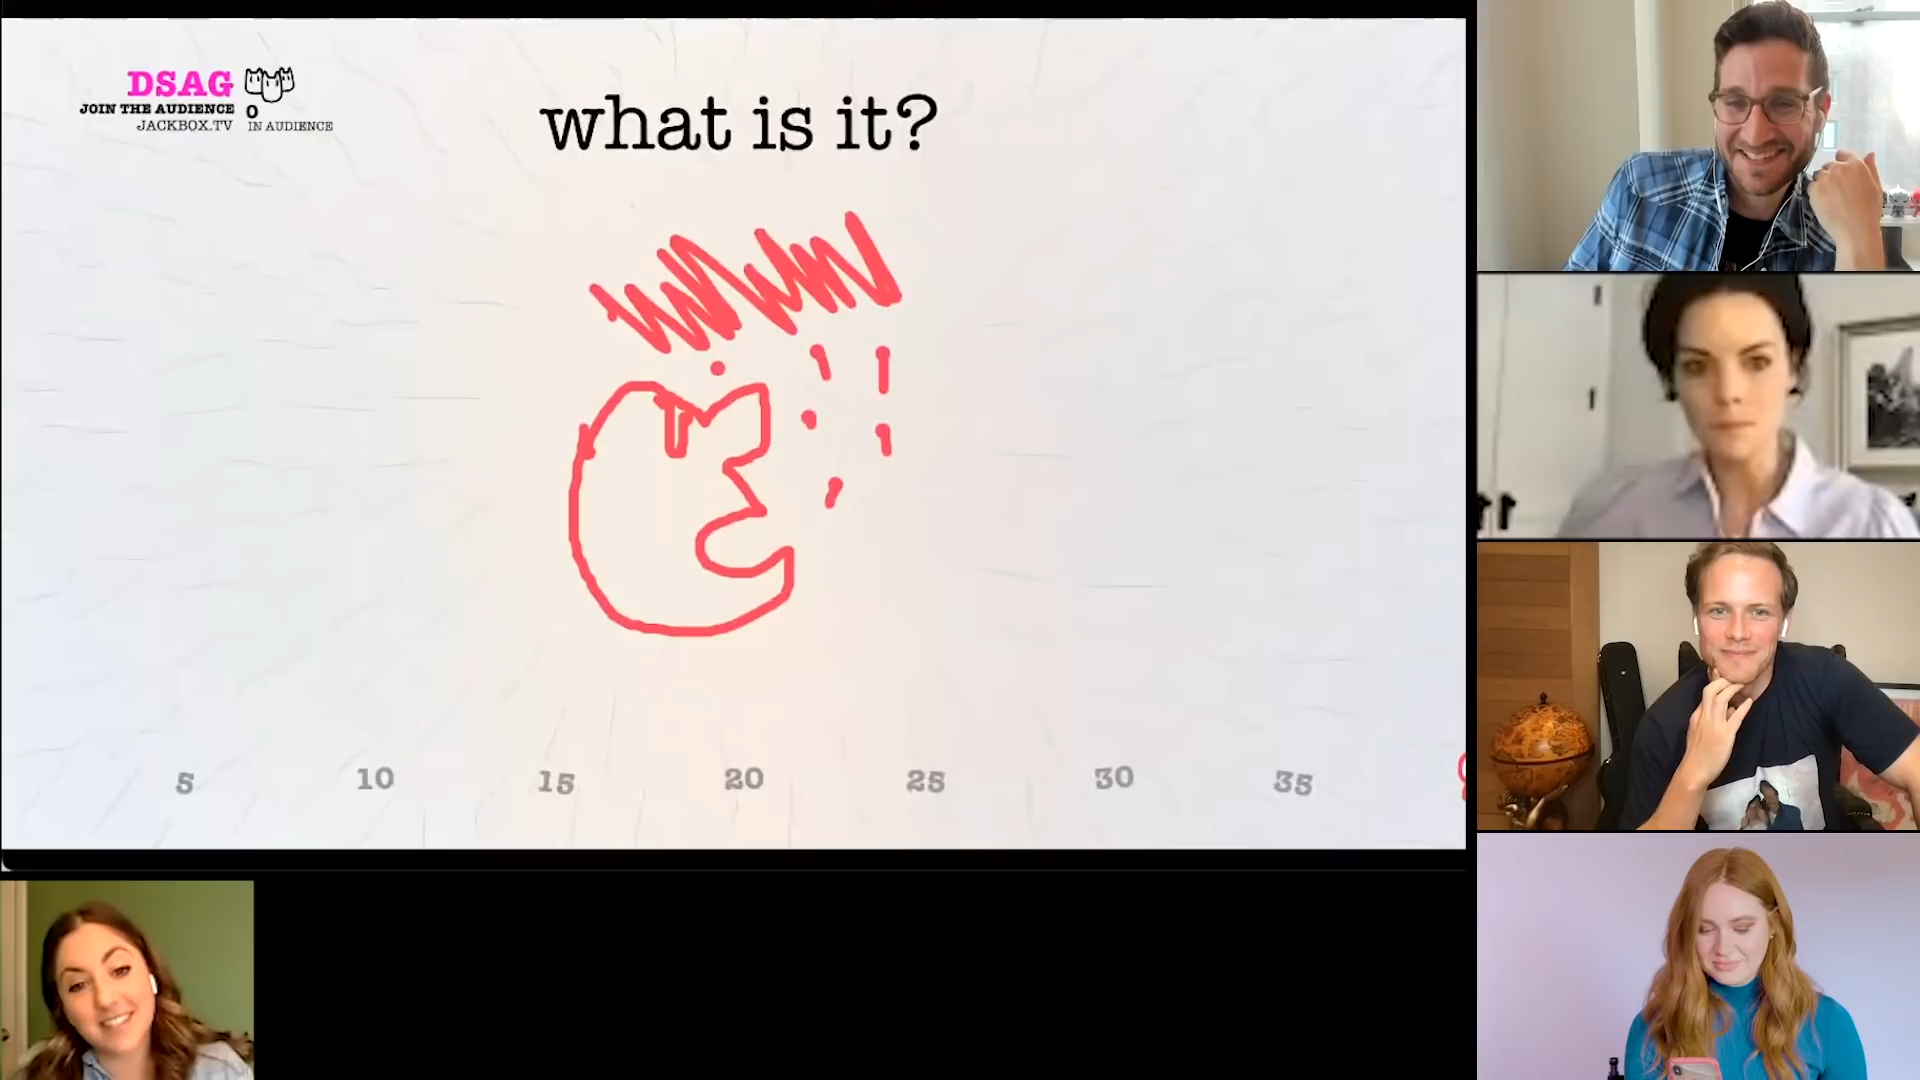 DSAG
JOIN THE AUDIENCE
JACKBOX.TV
0
IN AUDIENCE
what is it?
5 10 15 20 25 30 35